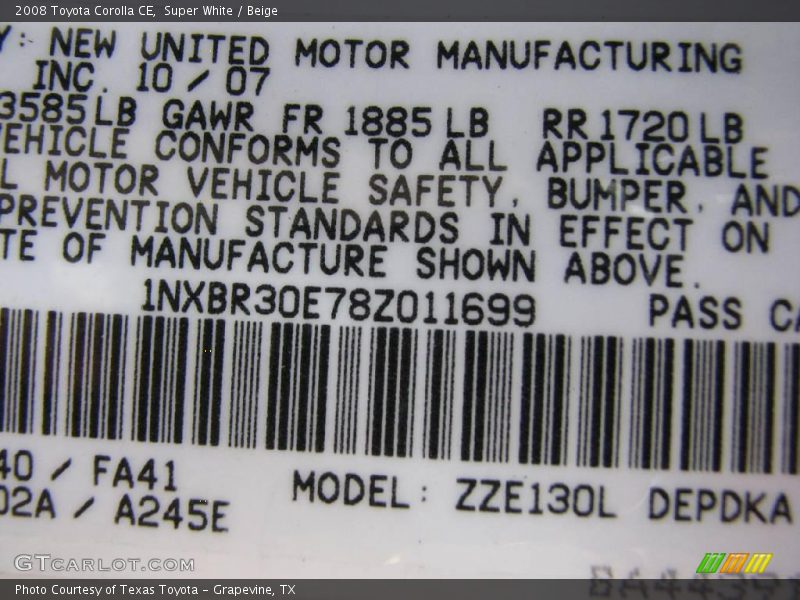 2008 Toyota Corolla CE, Super White / Beige
Y: NEW UNITED MOTOR MANUFACTURING
INC. 10 / 07
3585 LB GAWR FR 1885 LB RR 1720 LB
VEHICLE CONFORMS TO ALL APPLICABLE
L MOTOR VEHICLE SAFETY, BUMPER, AND
PREVENTION STANDARDS IN EFFECT ON
TE OF MANUFACTURE SHOWN ABOVE.
1NXBR30E78Z011699 PASS CA
40 / FA41
02A / A245E
MODEL: ZZE130L DEPDKA
GTCARLOT.COM
Photo Courtesy of Texas Toyota - Grapevine, TX